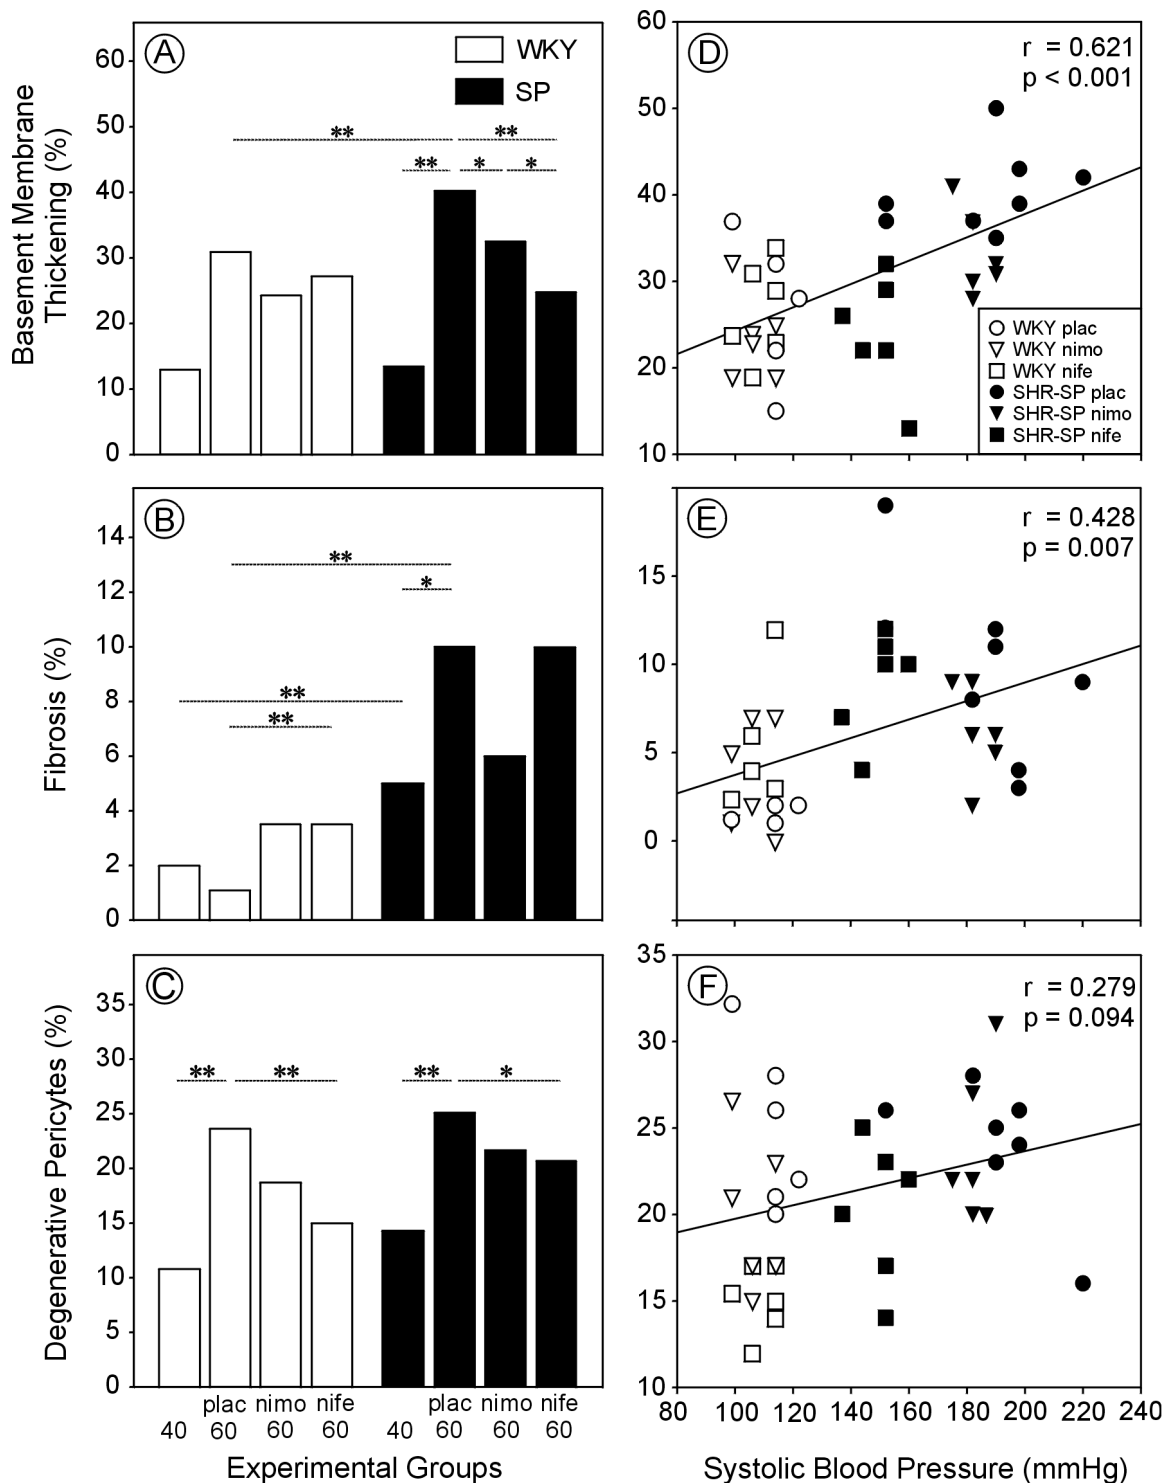 A
WKY
SP
Basement Membrane
Thickening (%)
60
50
40
30
20
10
0
**
**
**
*
*
D
r = 0.621
p < 0.001
60
50
40
30
20
10
WKY plac
WKY nimo
WKY nife
SHR-SP plac
SHR-SP nimo
SHR-SP nife
B
Fibrosis (%)
14
12
10
8
6
4
2
0
**
*
**
**
E
r = 0.428
p = 0.007
15
10
5
0
C
Degenerative Pericytes (%)
35
30
25
20
15
10
5
0
**
**
**
*
plac nimo nife plac nimo nife
40 60 60 60 40 60 60 60
Experimental Groups
F
r = 0.279
p = 0.094
35
30
25
20
15
10
80 100 120 140 160 180 200 220 240
Systolic Blood Pressure (mmHg)